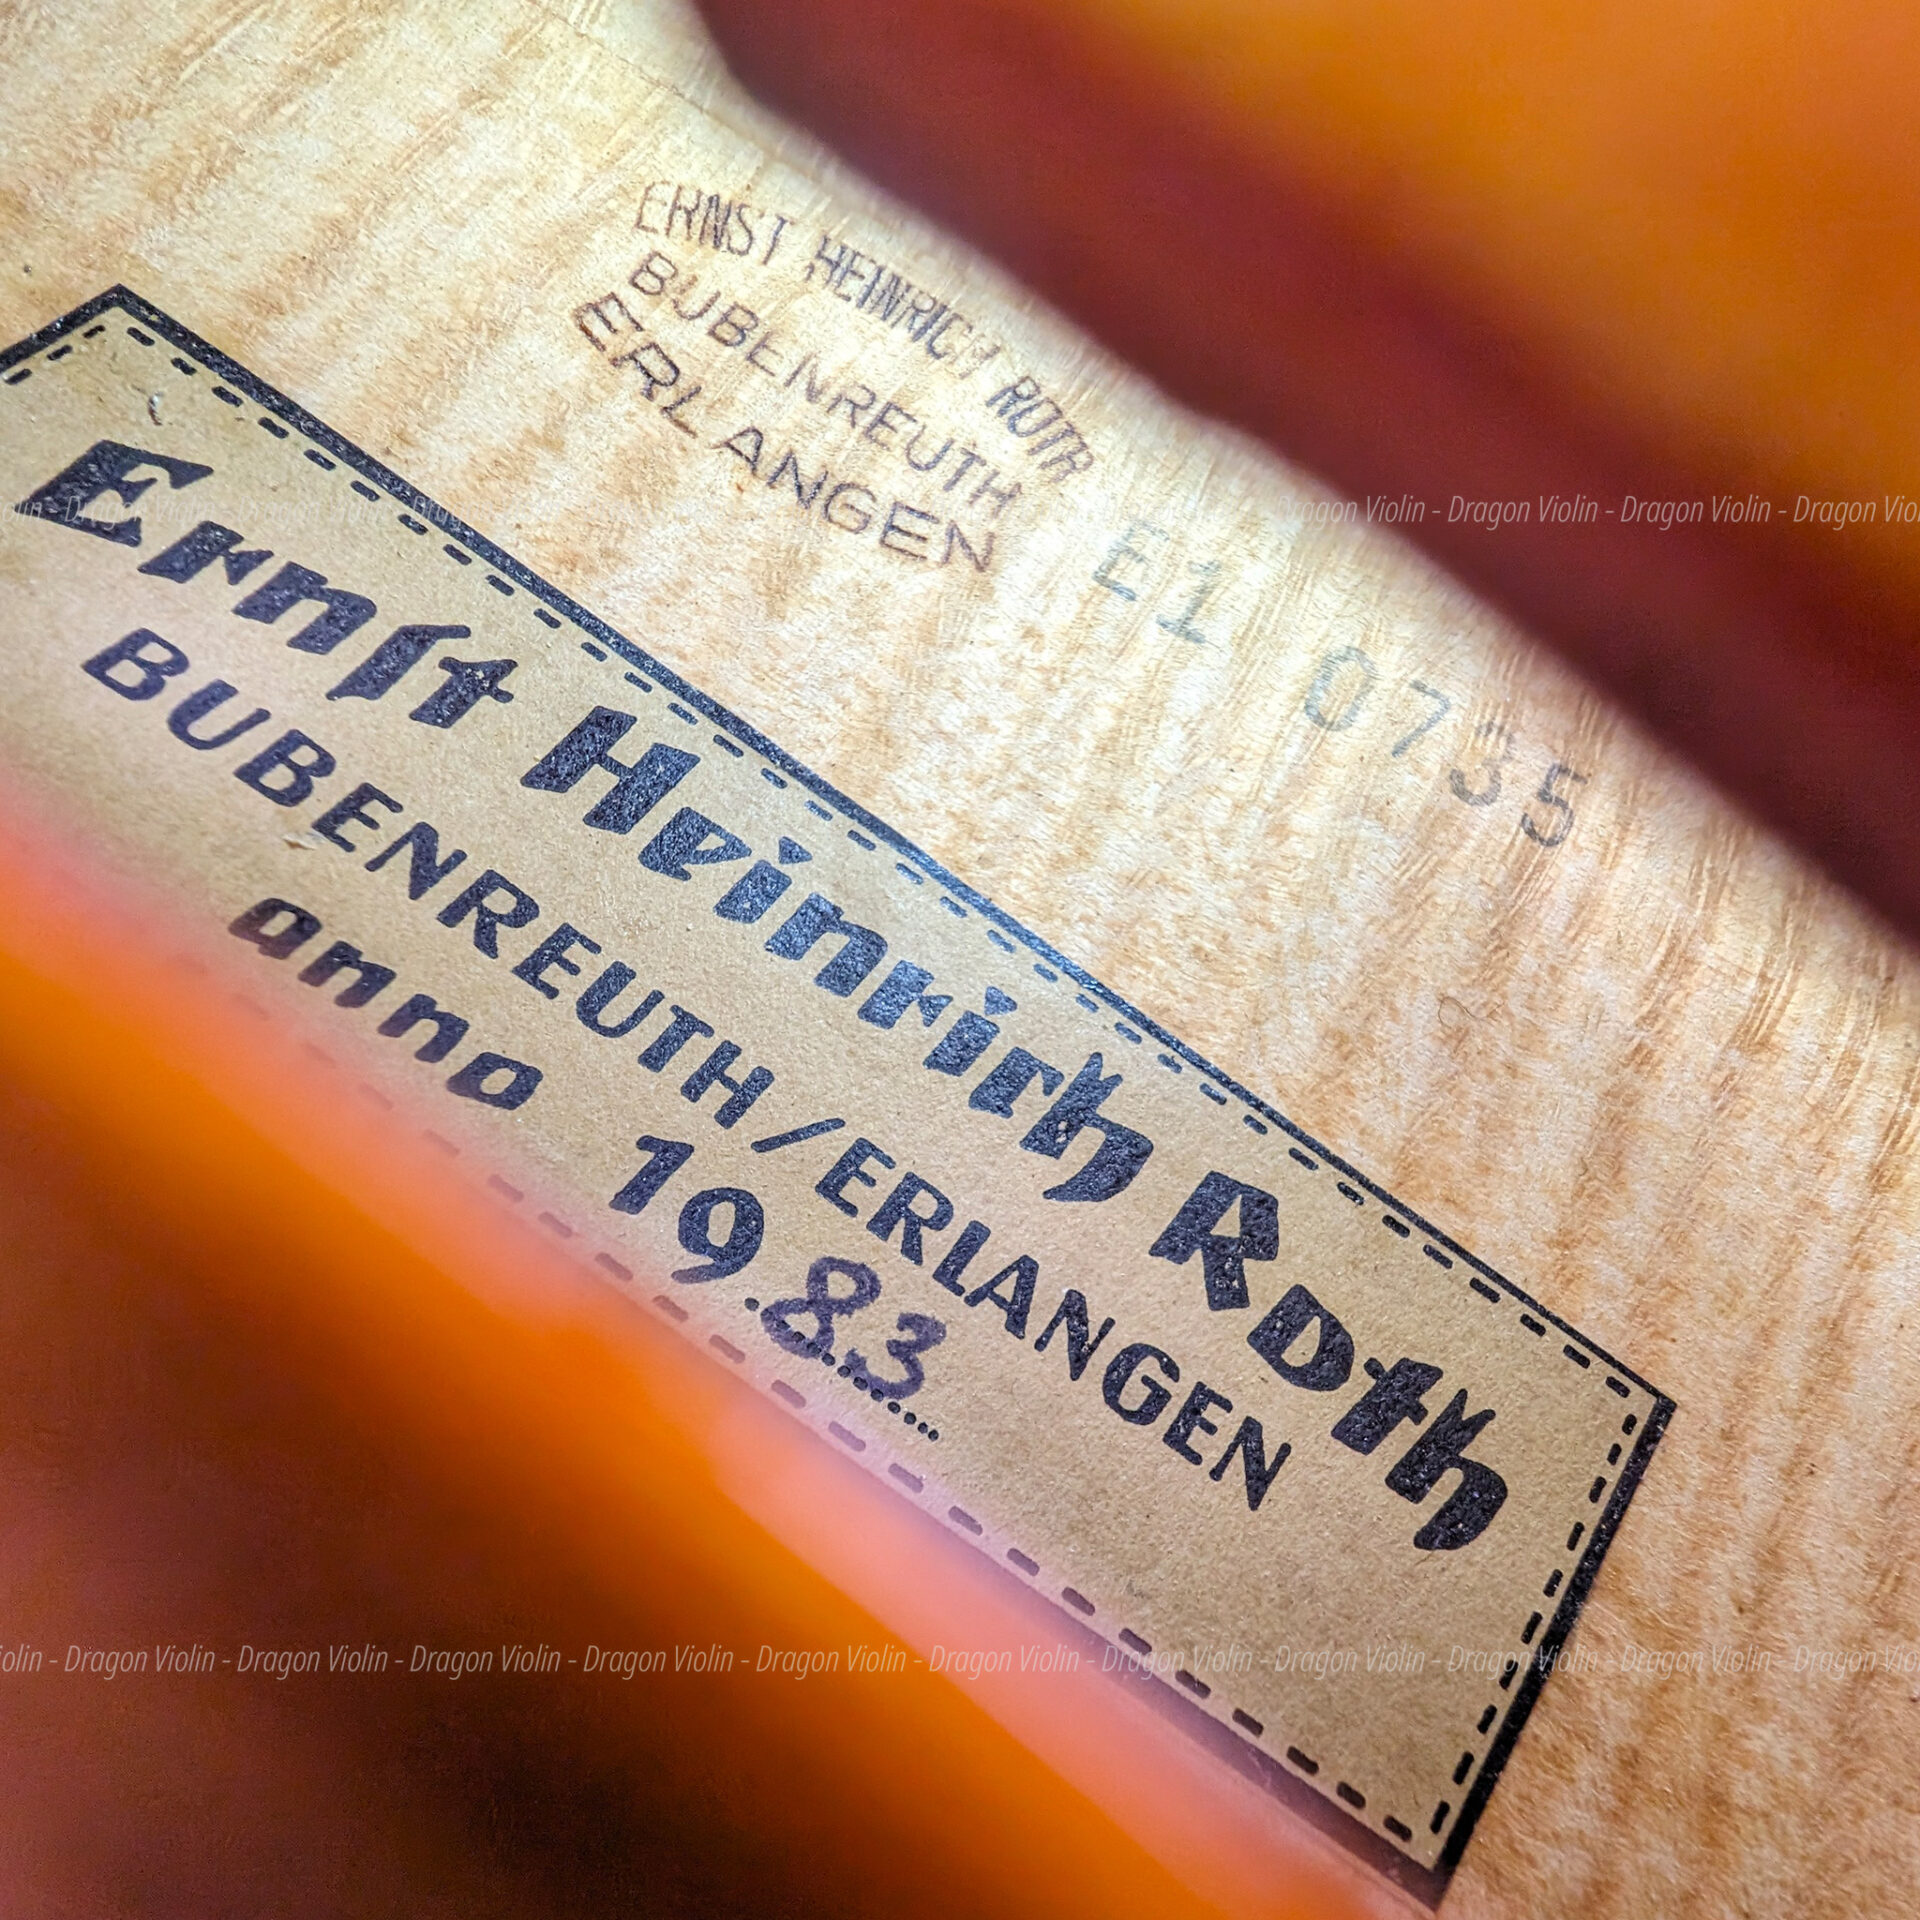 ERNST HEINRICH ROTH
BUBENREUTH
ERLANGEN
E1 0735
Ernſt Heinrich Roth
BUBENREUTH/ERLANGEN
anno 1983
Dragon Violin - Dragon Violin - Dragon Violin - Dragon Violin
Dragon Violin - Dragon Violin - Dragon Violin - Dragon Violin - Dragon Violin - Dragon Violin - Dragon Violin - Dragon Violin - Dragon Violin - Dragon Violin - Dragon Violin